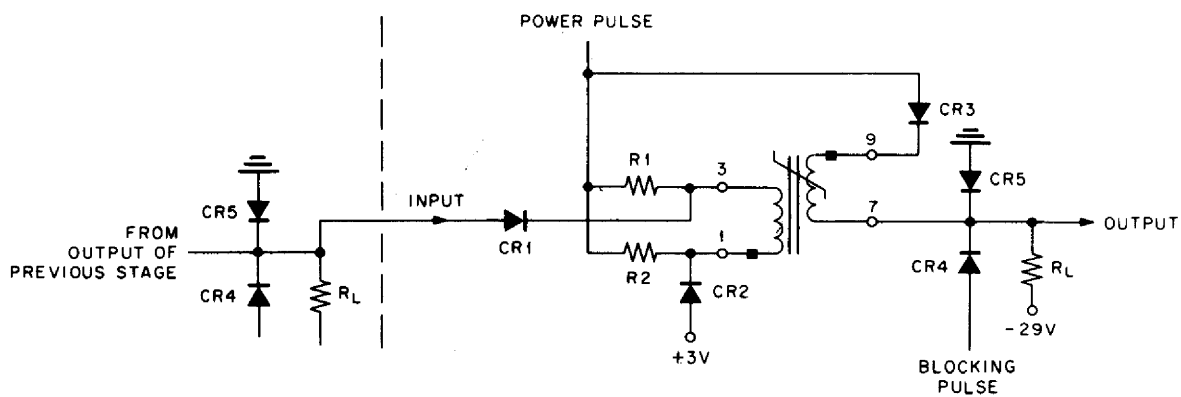 POWER PULSE
CR3
9
R1
3
CR5
INPUT
CR5
7
OUTPUT
FROM
OUTPUT OF
PREVIOUS STAGE
CR1
1
R2
CR4
RL
CR2
CR4
RL
-29V
+3V
BLOCKING
PULSE